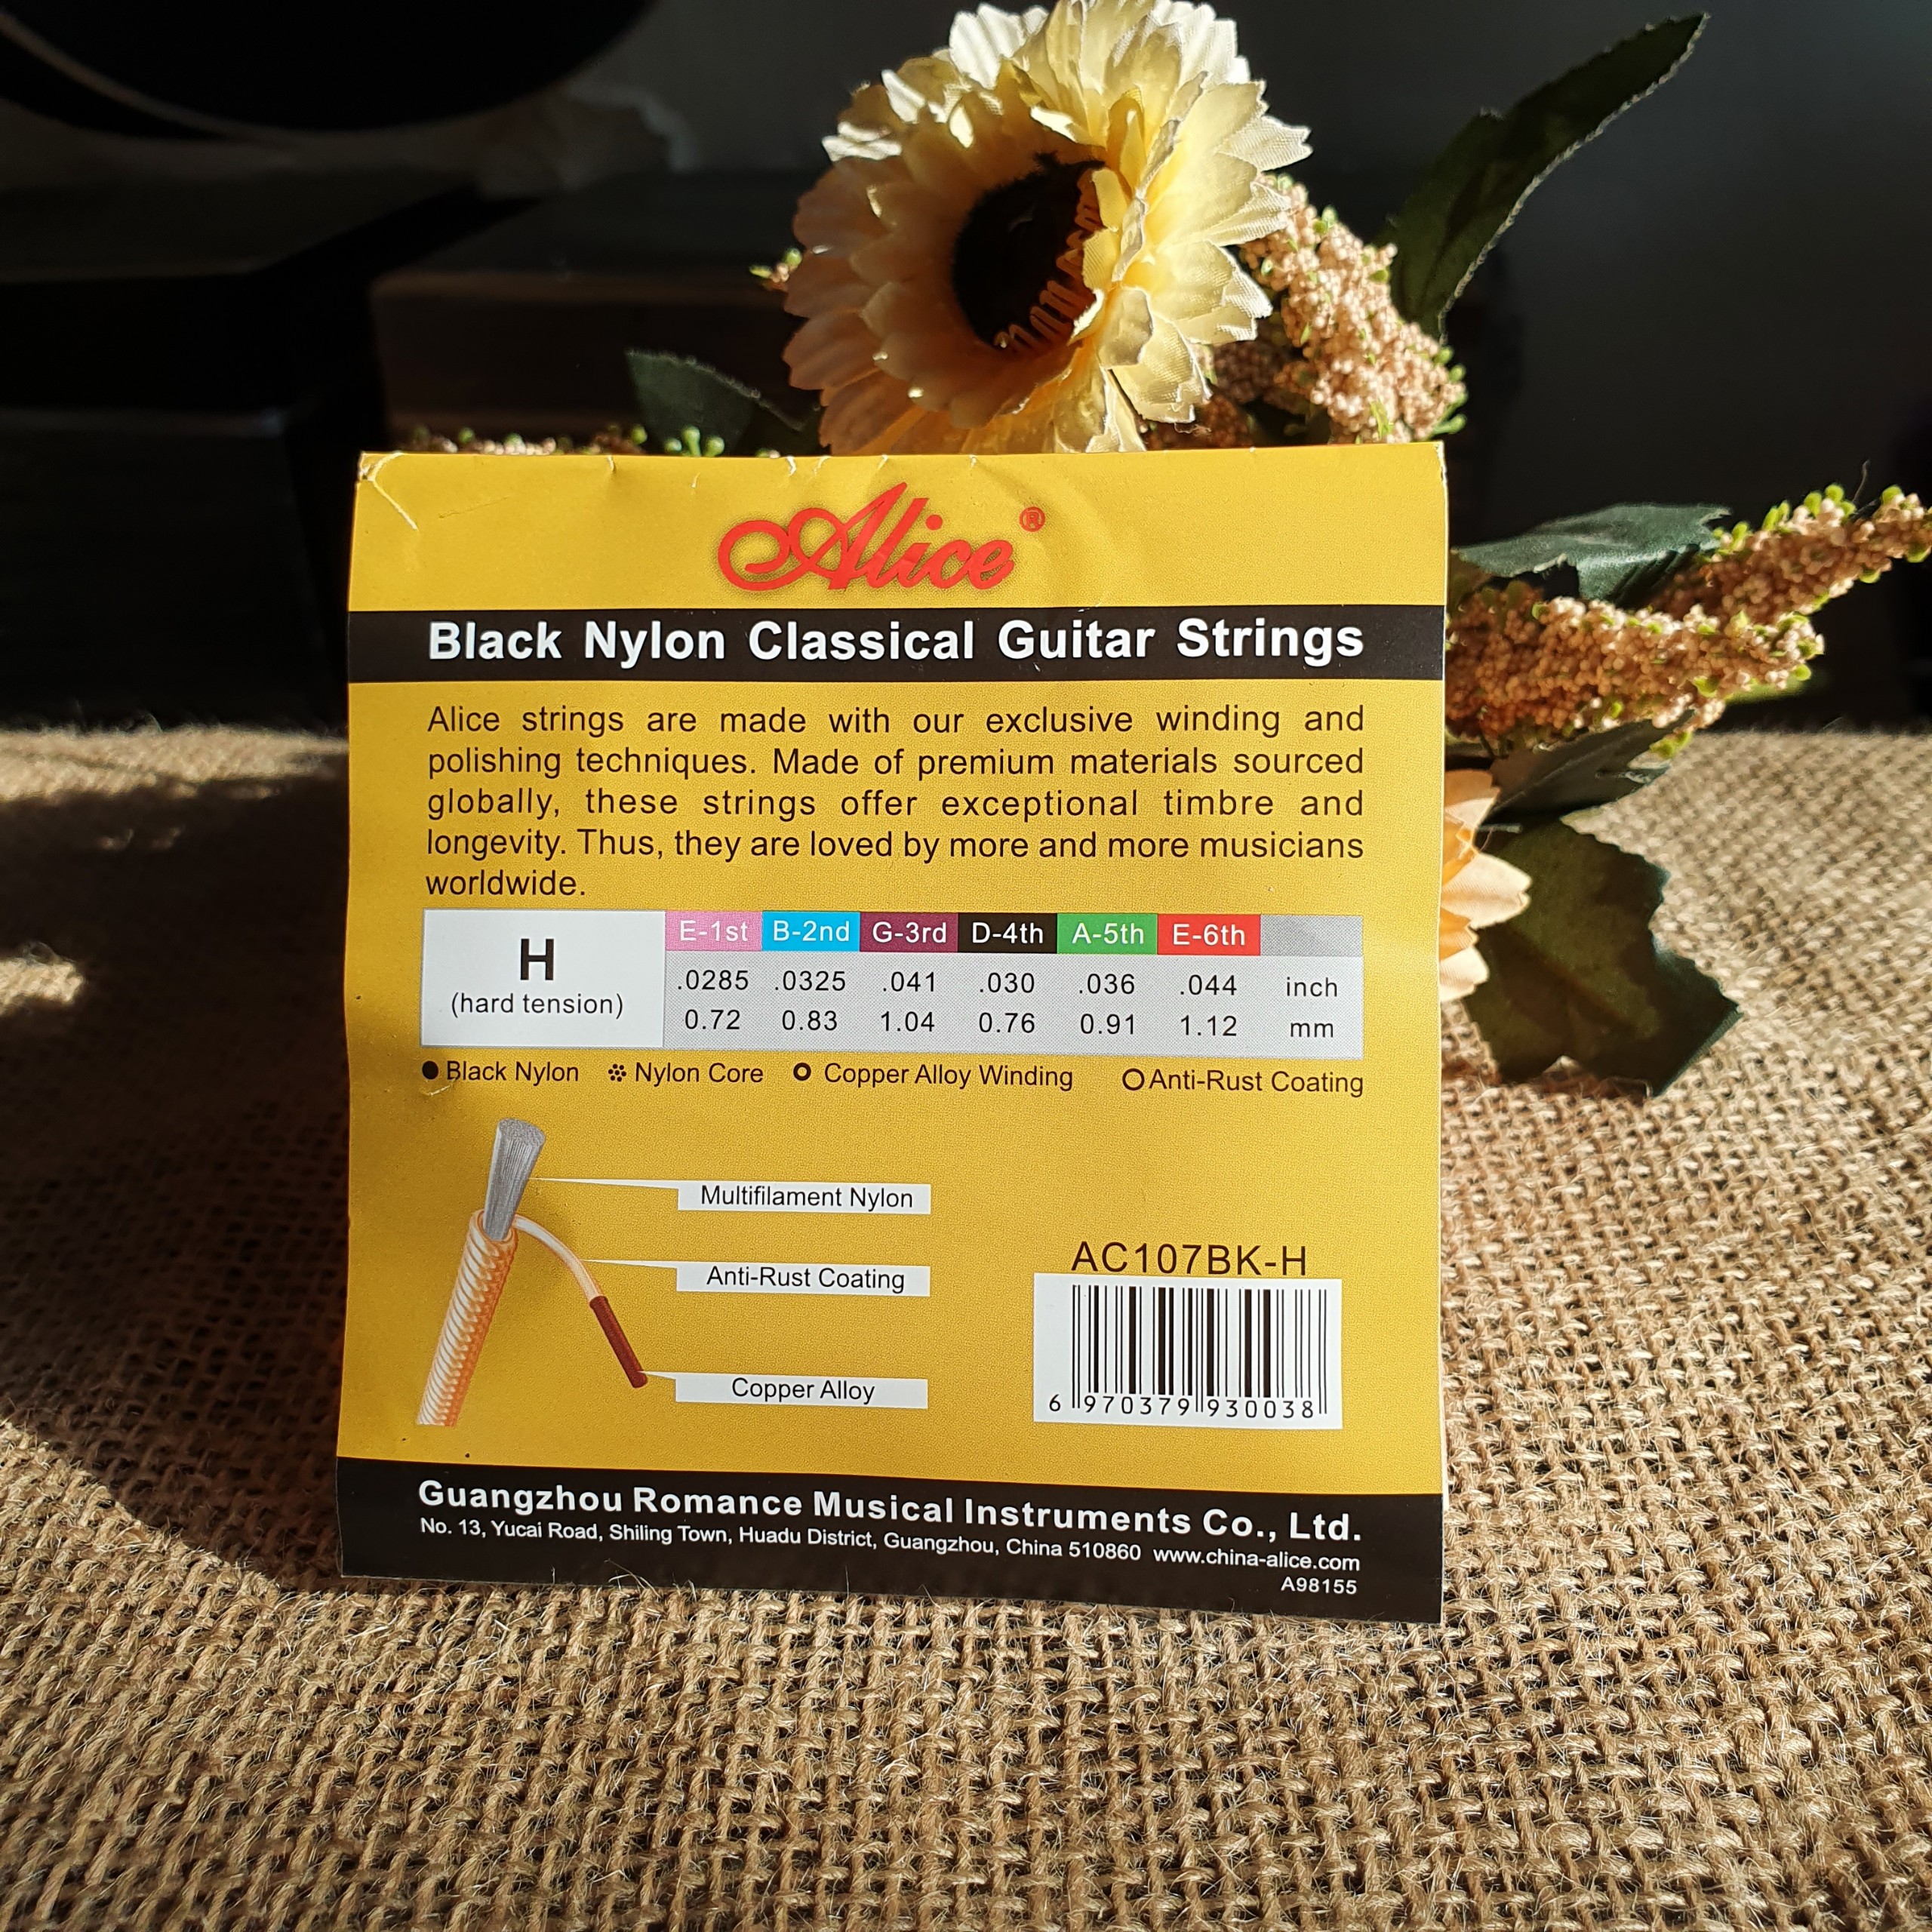 Alice®
Black Nylon Classical Guitar Strings
Alice strings are made with our exclusive winding and
polishing techniques. Made of premium materials sourced
globally, these strings offer exceptional timbre and
longevity. Thus, they are loved by more and more musicians
worldwide.
H
(hard tension)
E-1st B-2nd G-3rd D-4th A-5th E-6th
.0285 .0325 .041 .030 .036 .044 inch
0.72 0.83 1.04 0.76 0.91 1.12 mm
Black Nylon Nylon Core Copper Alloy Winding Anti-Rust Coating
Multifilament Nylon
Anti-Rust Coating
Copper Alloy
AC107BK-H
6 970379 930038
Guangzhou Romance Musical Instruments Co., Ltd.
No. 13, Yucai Road, Shiling Town, Huadu District, Guangzhou, China 510860 www.china-alice.com
A98155